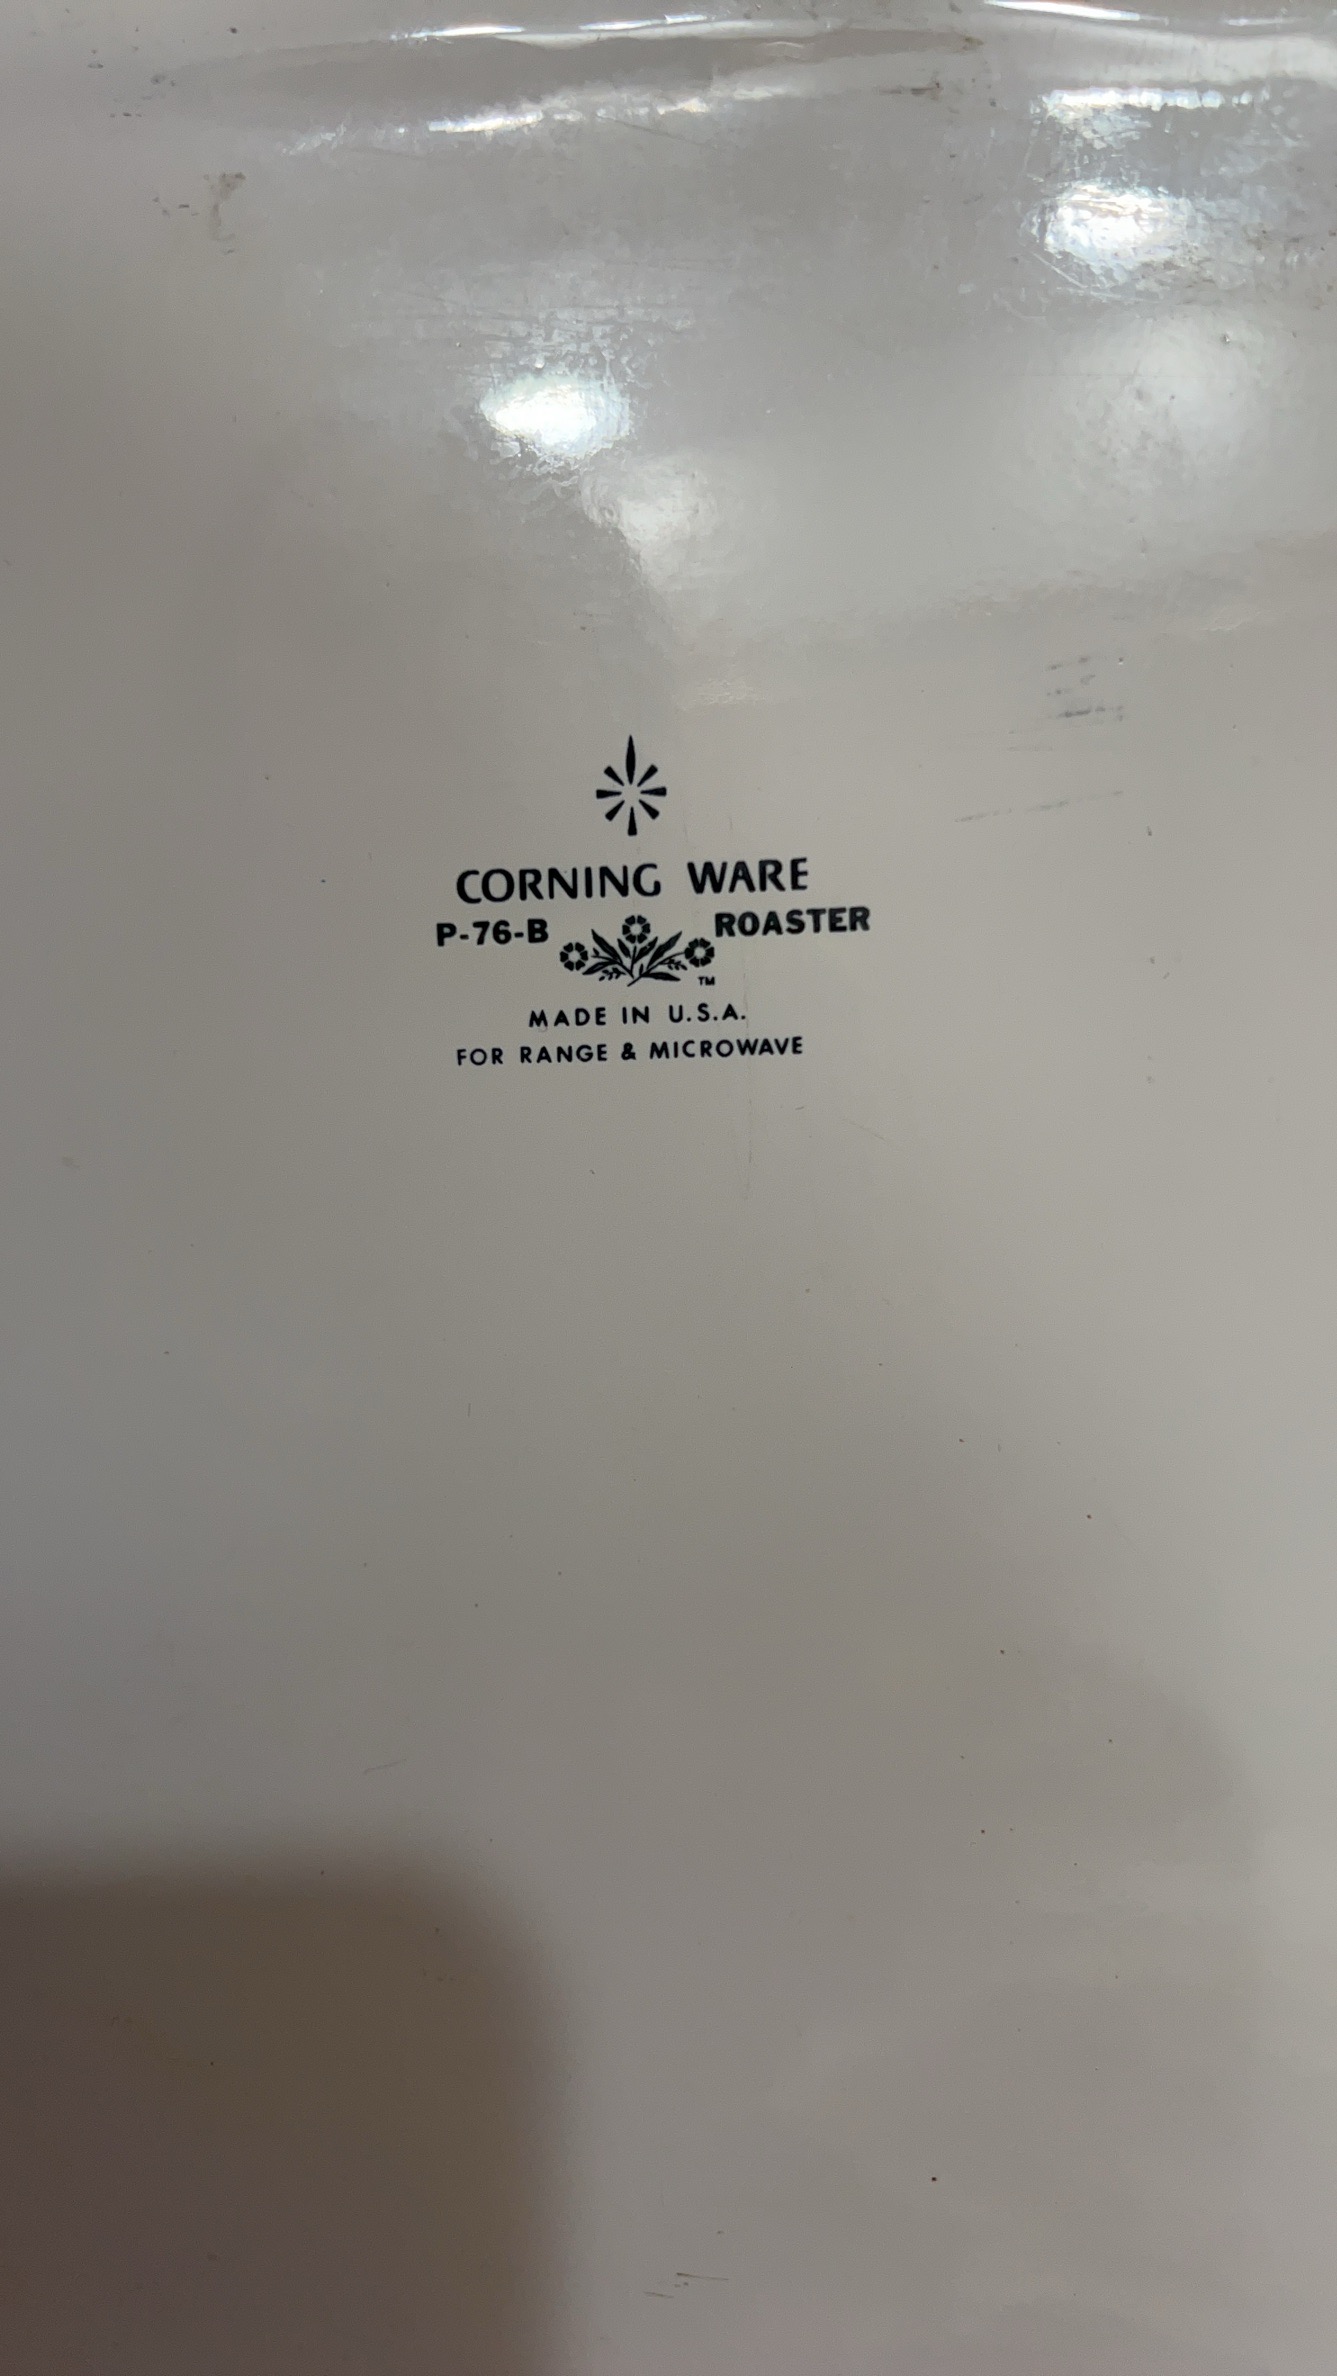 CORNING WARE
P-76-B ROASTER
TM
MADE IN U.S.A.
FOR RANGE & MICROWAVE